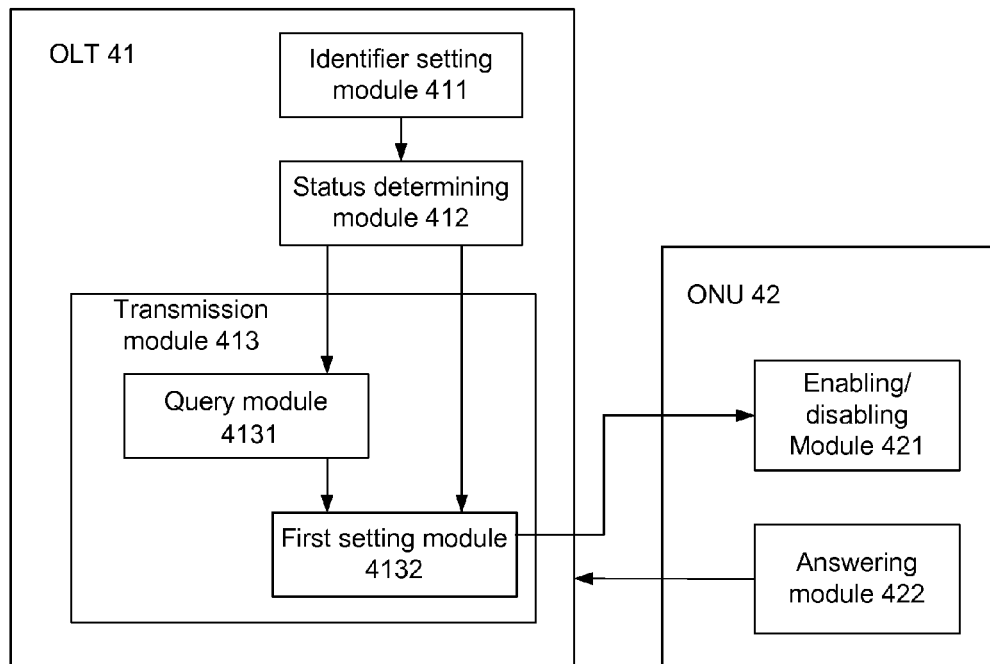 OLT 41
Identifier setting
module 411
Status determining
module 412
Transmission
module 413
Query module
4131
First setting module
4132
ONU 42
Enabling/
disabling
Module 421
Answering
module 422